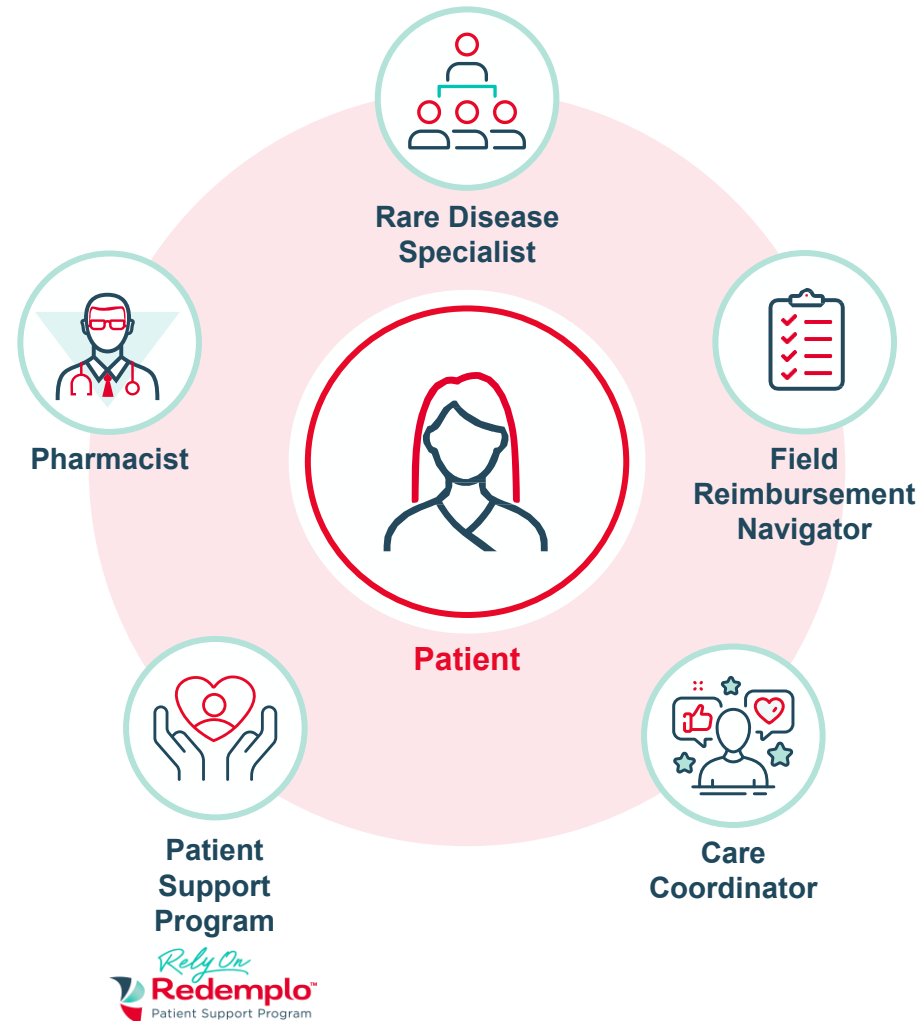 Rare Disease
Specialist
Pharmacist
Field
Reimbursement
Navigator
Patient
Patient
Support
Program
Care
Coordinator
Rely On
Redemplo™
Patient Support Program